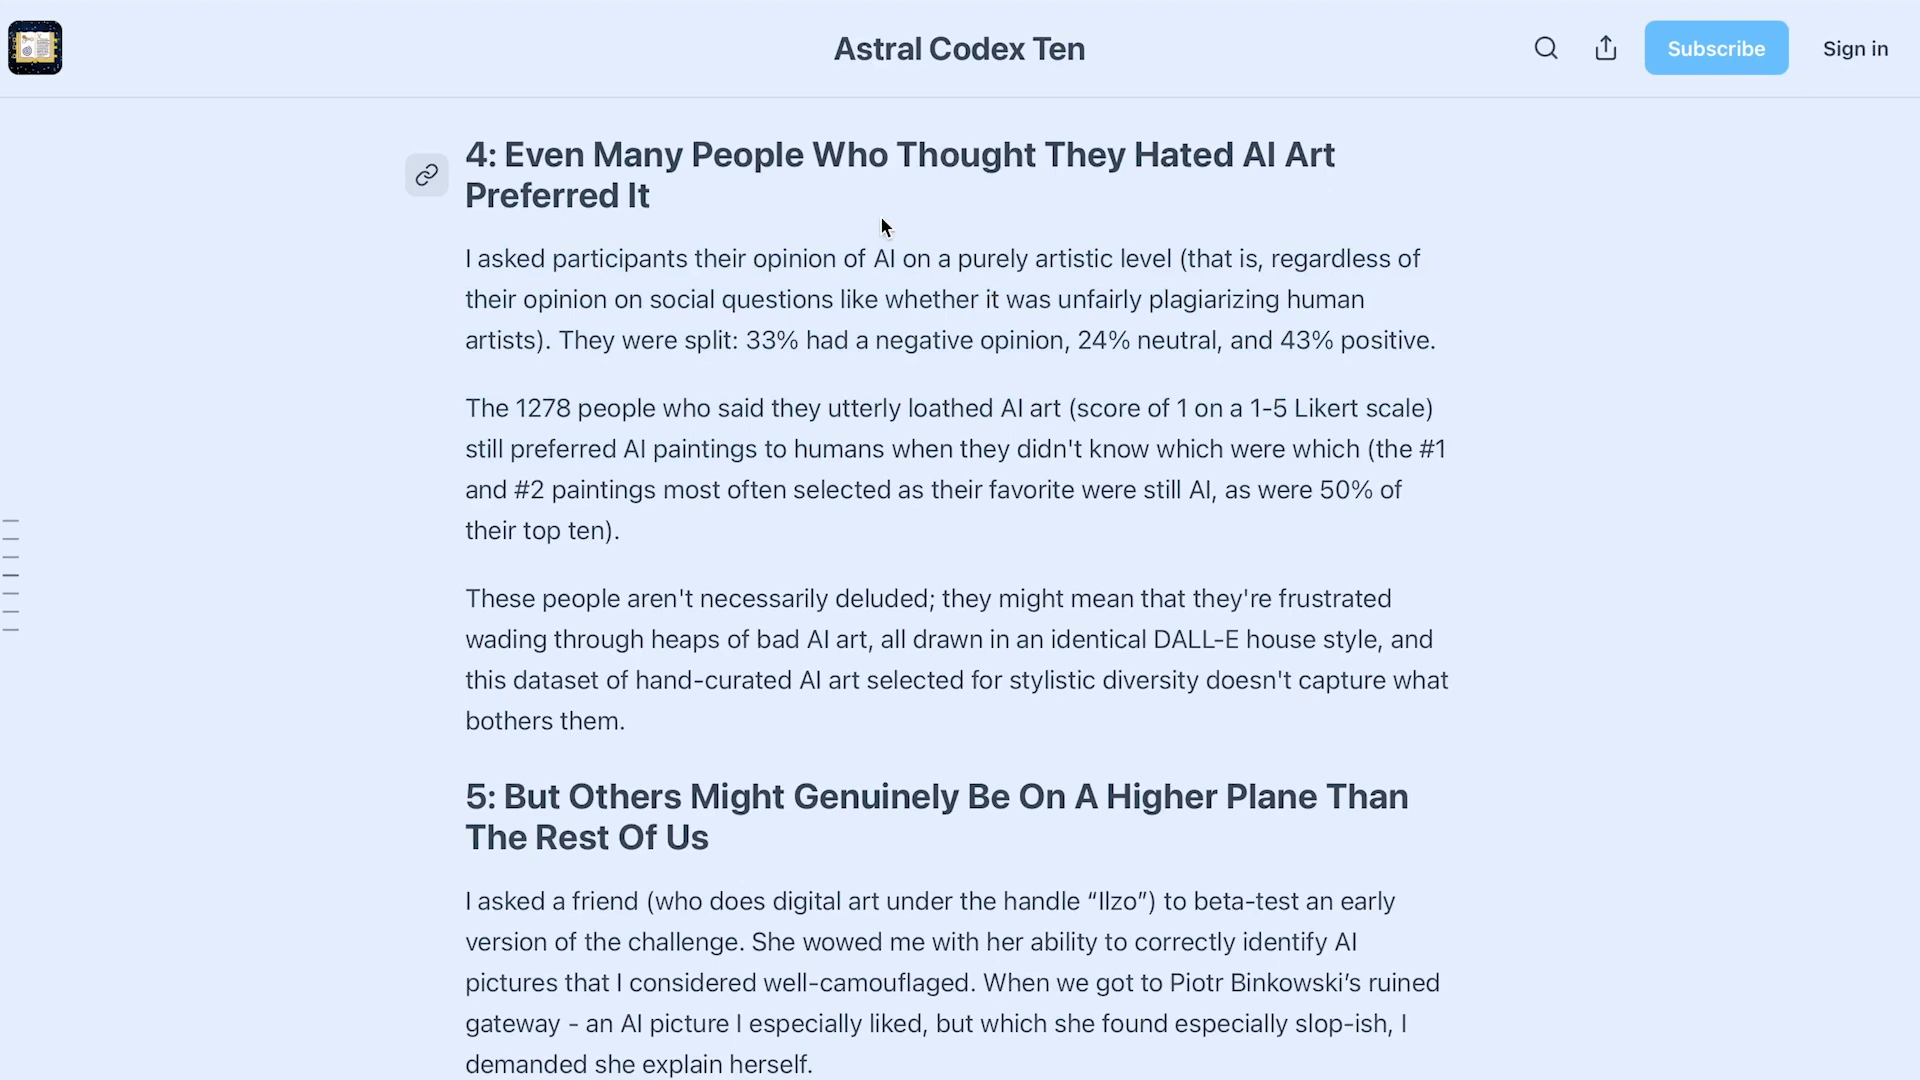 Astral Codex Ten
Subscribe
Sign in
4: Even Many People Who Thought They Hated AI Art
Preferred It
I asked participants their opinion of AI on a purely artistic level (that is, regardless of
their opinion on social questions like whether it was unfairly plagiarizing human
artists). They were split: 33% had a negative opinion, 24% neutral, and 43% positive.
The 1278 people who said they utterly loathed AI art (score of 1 on a 1-5 Likert scale)
still preferred AI paintings to humans when they didn't know which were which (the #1
and #2 paintings most often selected as their favorite were still AI, as were 50% of
their top ten).
These people aren't necessarily deluded; they might mean that they're frustrated
wading through heaps of bad AI art, all drawn in an identical DALL-E house style, and
this dataset of hand-curated AI art selected for stylistic diversity doesn't capture what
bothers them.
5: But Others Might Genuinely Be On A Higher Plane Than
The Rest Of Us
I asked a friend (who does digital art under the handle “Ilzo”) to beta-test an early
version of the challenge. She wowed me with her ability to correctly identify AI
pictures that I considered well-camouflaged. When we got to Piotr Binkowski’s ruined
gateway - an AI picture I especially liked, but which she found especially slop-ish, I
demanded she explain herself.